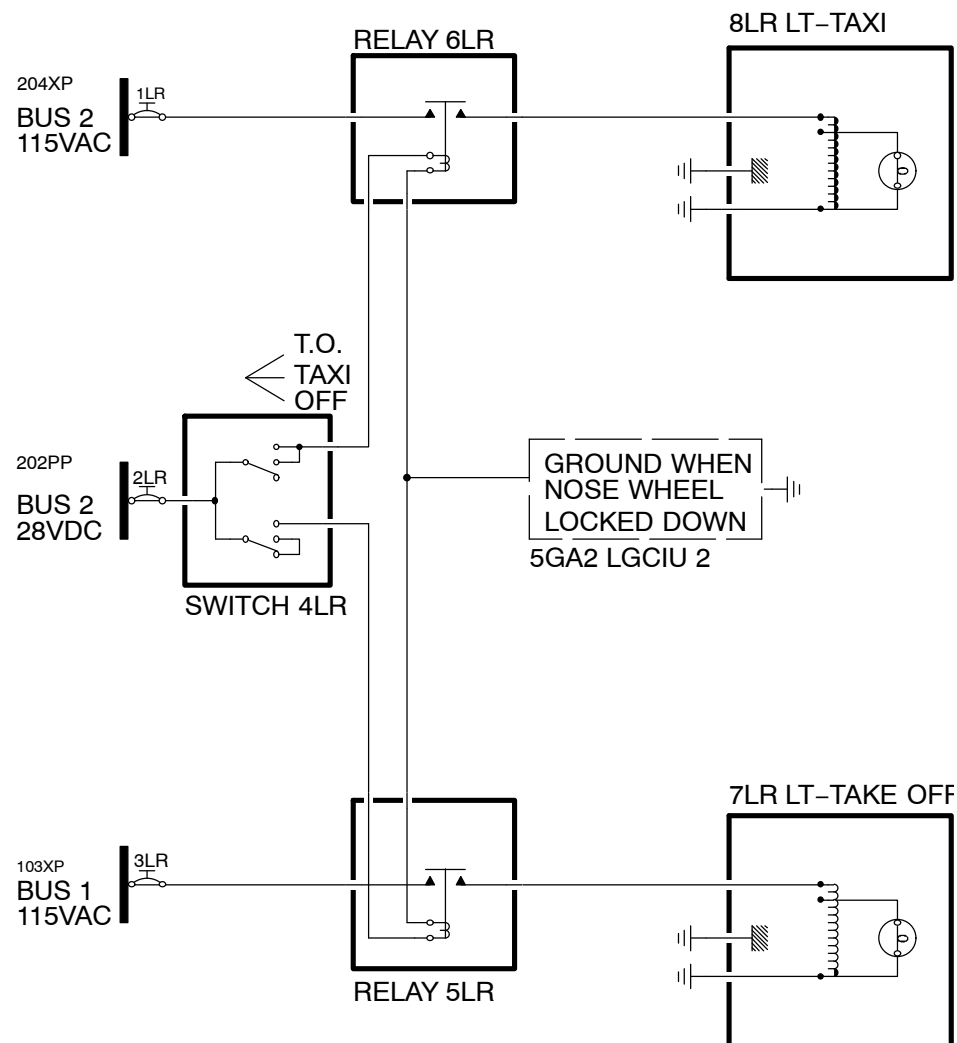 8LR LT−TAXI
RELAY 6LR
204XP
1LR
BUS 2
115VAC
T.O.
TAXI
OFF
202PP
2LR
BUS 2
28VDC
GROUND WHEN
NOSE WHEEL
LOCKED DOWN
5GA2 LGCIU 2
SWITCH 4LR
7LR LT−TAKE OFF
103XP
3LR
BUS 1
115VAC
RELAY 5LR